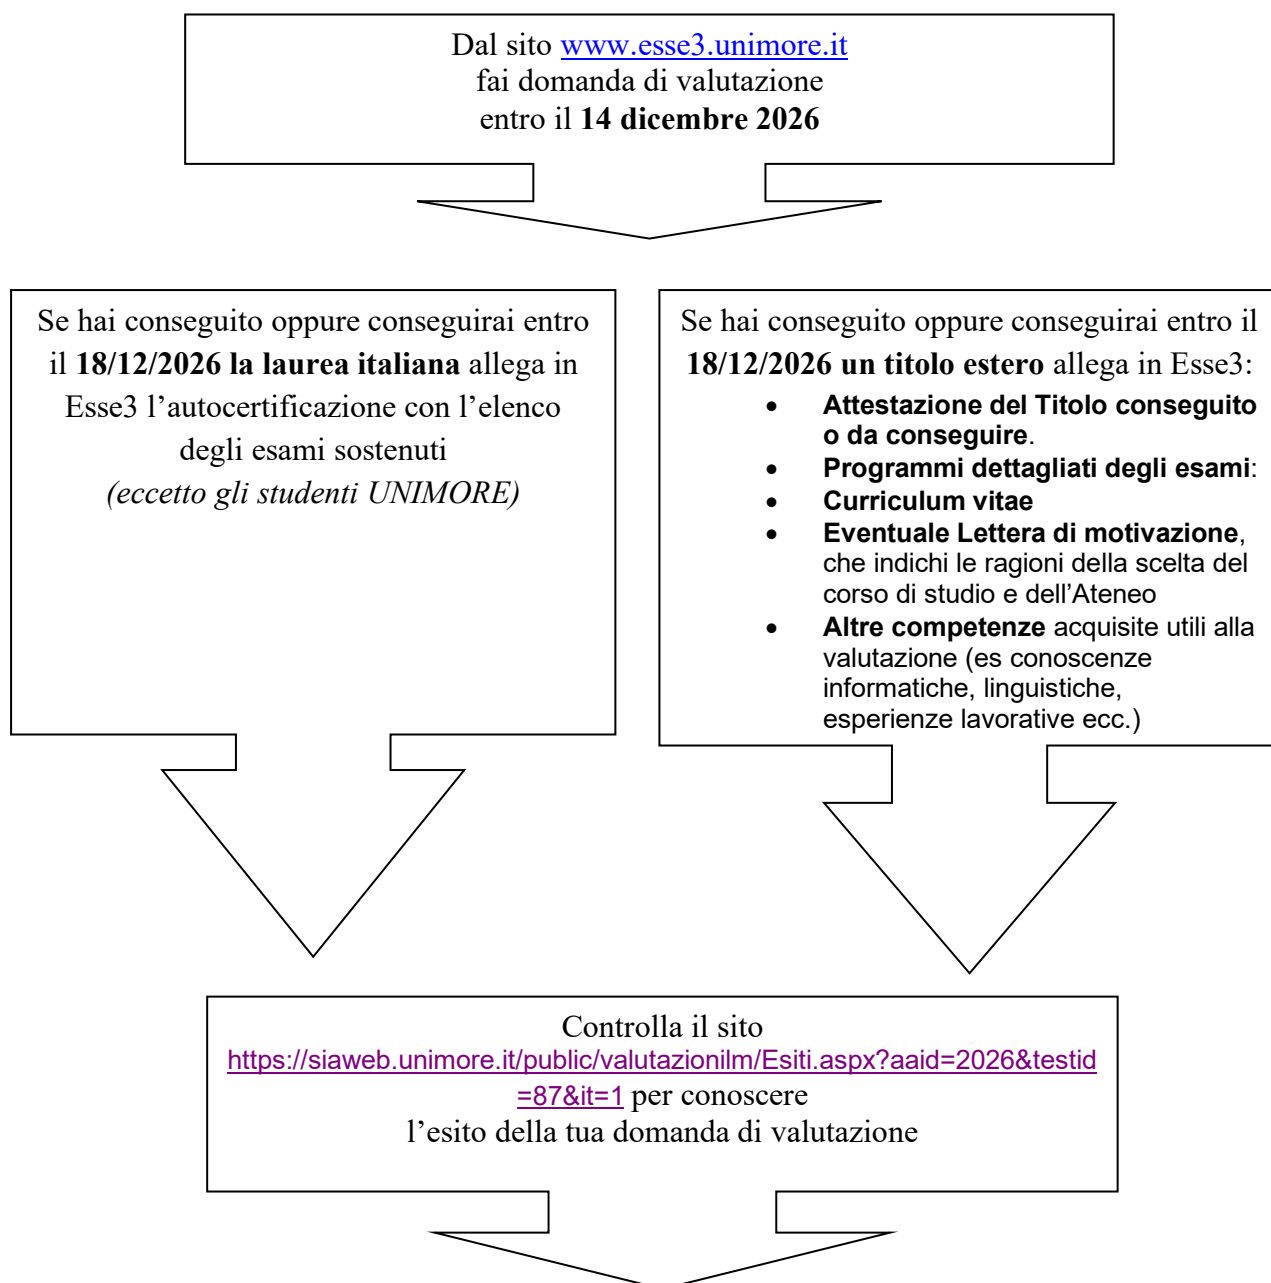 Dal sito www.esse3.unimore.it
fai domanda di valutazione
entro il 14 dicembre 2026
Se hai conseguito oppure conseguirai entro
il 18/12/2026 la laurea italiana allega in
Esse3 l’autocertificazione con l’elenco
degli esami sostenuti
(eccetto gli studenti UNIMORE)
Se hai conseguito oppure conseguirai entro il
18/12/2026 un titolo estero allega in Esse3:
• Attestazione del Titolo conseguito
o da conseguire.
• Programmi dettagliati degli esami:
• Curriculum vitae
• Eventuale Lettera di motivazione,
che indichi le ragioni della scelta del
corso di studio e dell’Ateneo
• Altre competenze acquisite utili alla
valutazione (es conoscenze
informatiche, linguistiche,
esperienze lavorative ecc.)
Controlla il sito
https://siaweb.unimore.it/public/valutazionilm/Esiti.aspx?aaid=2026&testid
=87&it=1 per conoscere
l’esito della tua domanda di valutazione